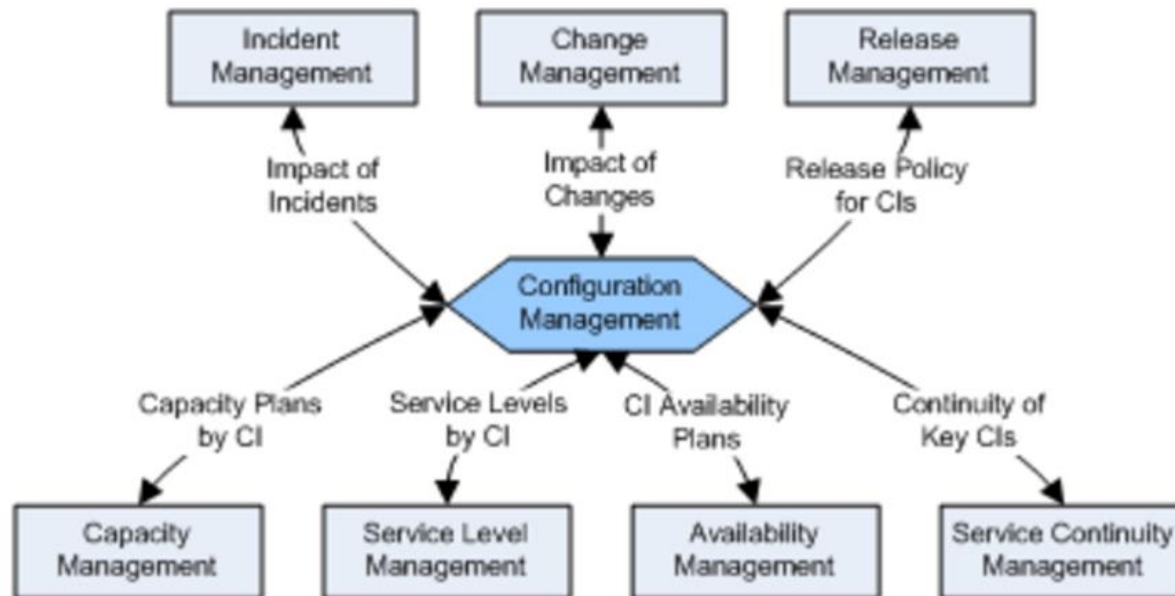 Incident
Management
Change
Management
Release
Management
Impact of
Incidents
Impact of
Changes
Release Policy
for CIs
Configuration
Management
Capacity Plans
by CI
Service Levels
by CI
CI Availability
Plans
Continuity of
Key CIs
Capacity
Management
Service Level
Management
Availability
Management
Service Continuity
Management